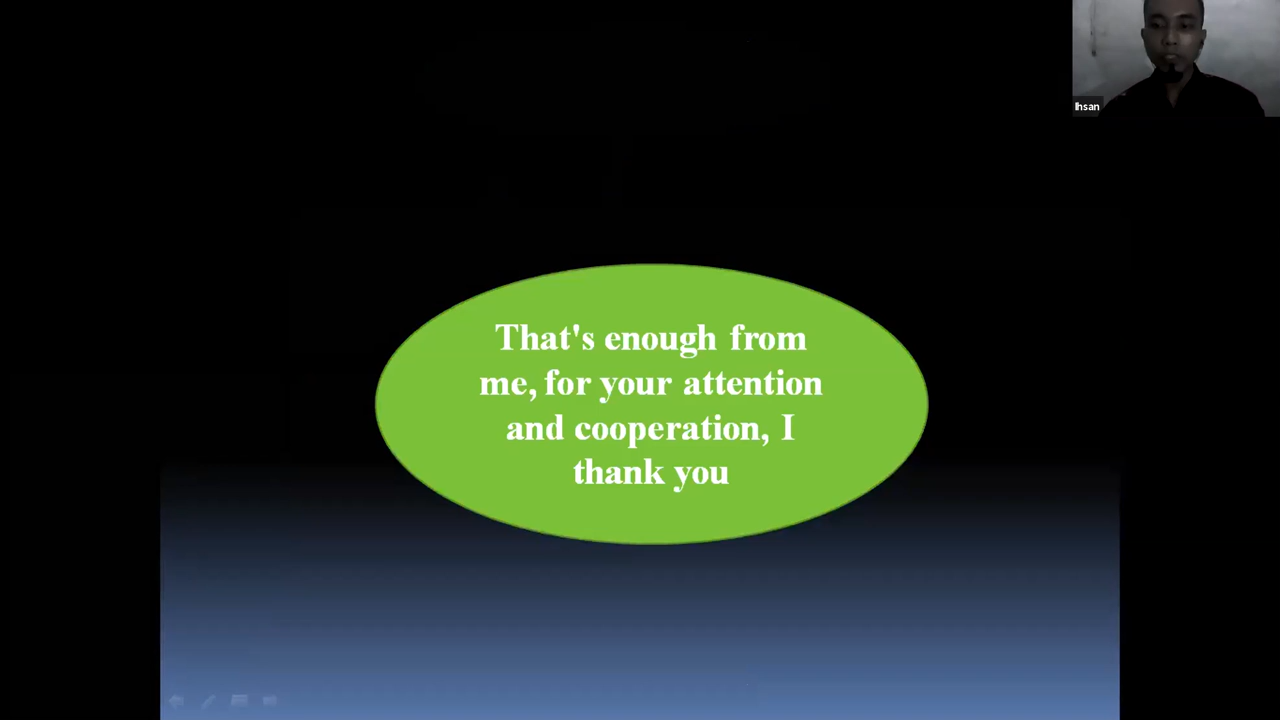 Ihsan
That's enough from
me, for your attention
and cooperation, I
thank you